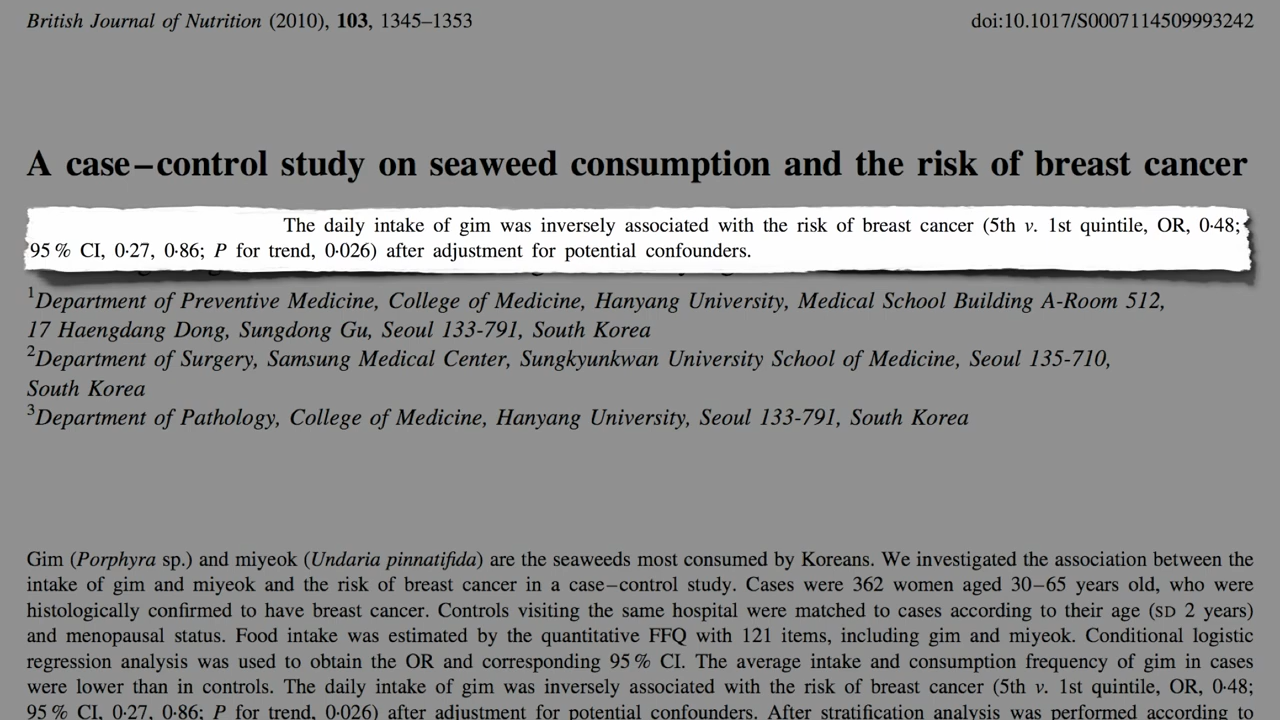 British Journal of Nutrition (2010), 103, 1345–1353
doi:10.1017/S0007114509993242
A case–control study on seaweed consumption and the risk of breast cancer
The daily intake of gim was inversely associated with the risk of breast cancer (5th v. 1st quintile, OR, 0·48;
95 % CI, 0·27, 0·86; P for trend, 0·026) after adjustment for potential confounders.
1Department of Preventive Medicine, College of Medicine, Hanyang University, Medical School Building A-Room 512,
17 Haengdang Dong, Sungdong Gu, Seoul 133-791, South Korea
2Department of Surgery, Samsung Medical Center, Sungkyunkwan University School of Medicine, Seoul 135-710,
South Korea
3Department of Pathology, College of Medicine, Hanyang University, Seoul 133-791, South Korea
Gim (Porphyra sp.) and miyeok (Undaria pinnatifida) are the seaweeds most consumed by Koreans. We investigated the association between the
intake of gim and miyeok and the risk of breast cancer in a case–control study. Cases were 362 women aged 30–65 years old, who were
histologically confirmed to have breast cancer. Controls visiting the same hospital were matched to cases according to their age (SD 2 years)
and menopausal status. Food intake was estimated by the quantitative FFQ with 121 items, including gim and miyeok. Conditional logistic
regression analysis was used to obtain the OR and corresponding 95 % CI. The average intake and consumption frequency of gim in cases
were lower than in controls. The daily intake of gim was inversely associated with the risk of breast cancer (5th v. 1st quintile, OR, 0·48;
95 % CI, 0·27, 0·86; P for trend, 0·026) after adjustment for potential confounders. After stratification analysis was performed according to